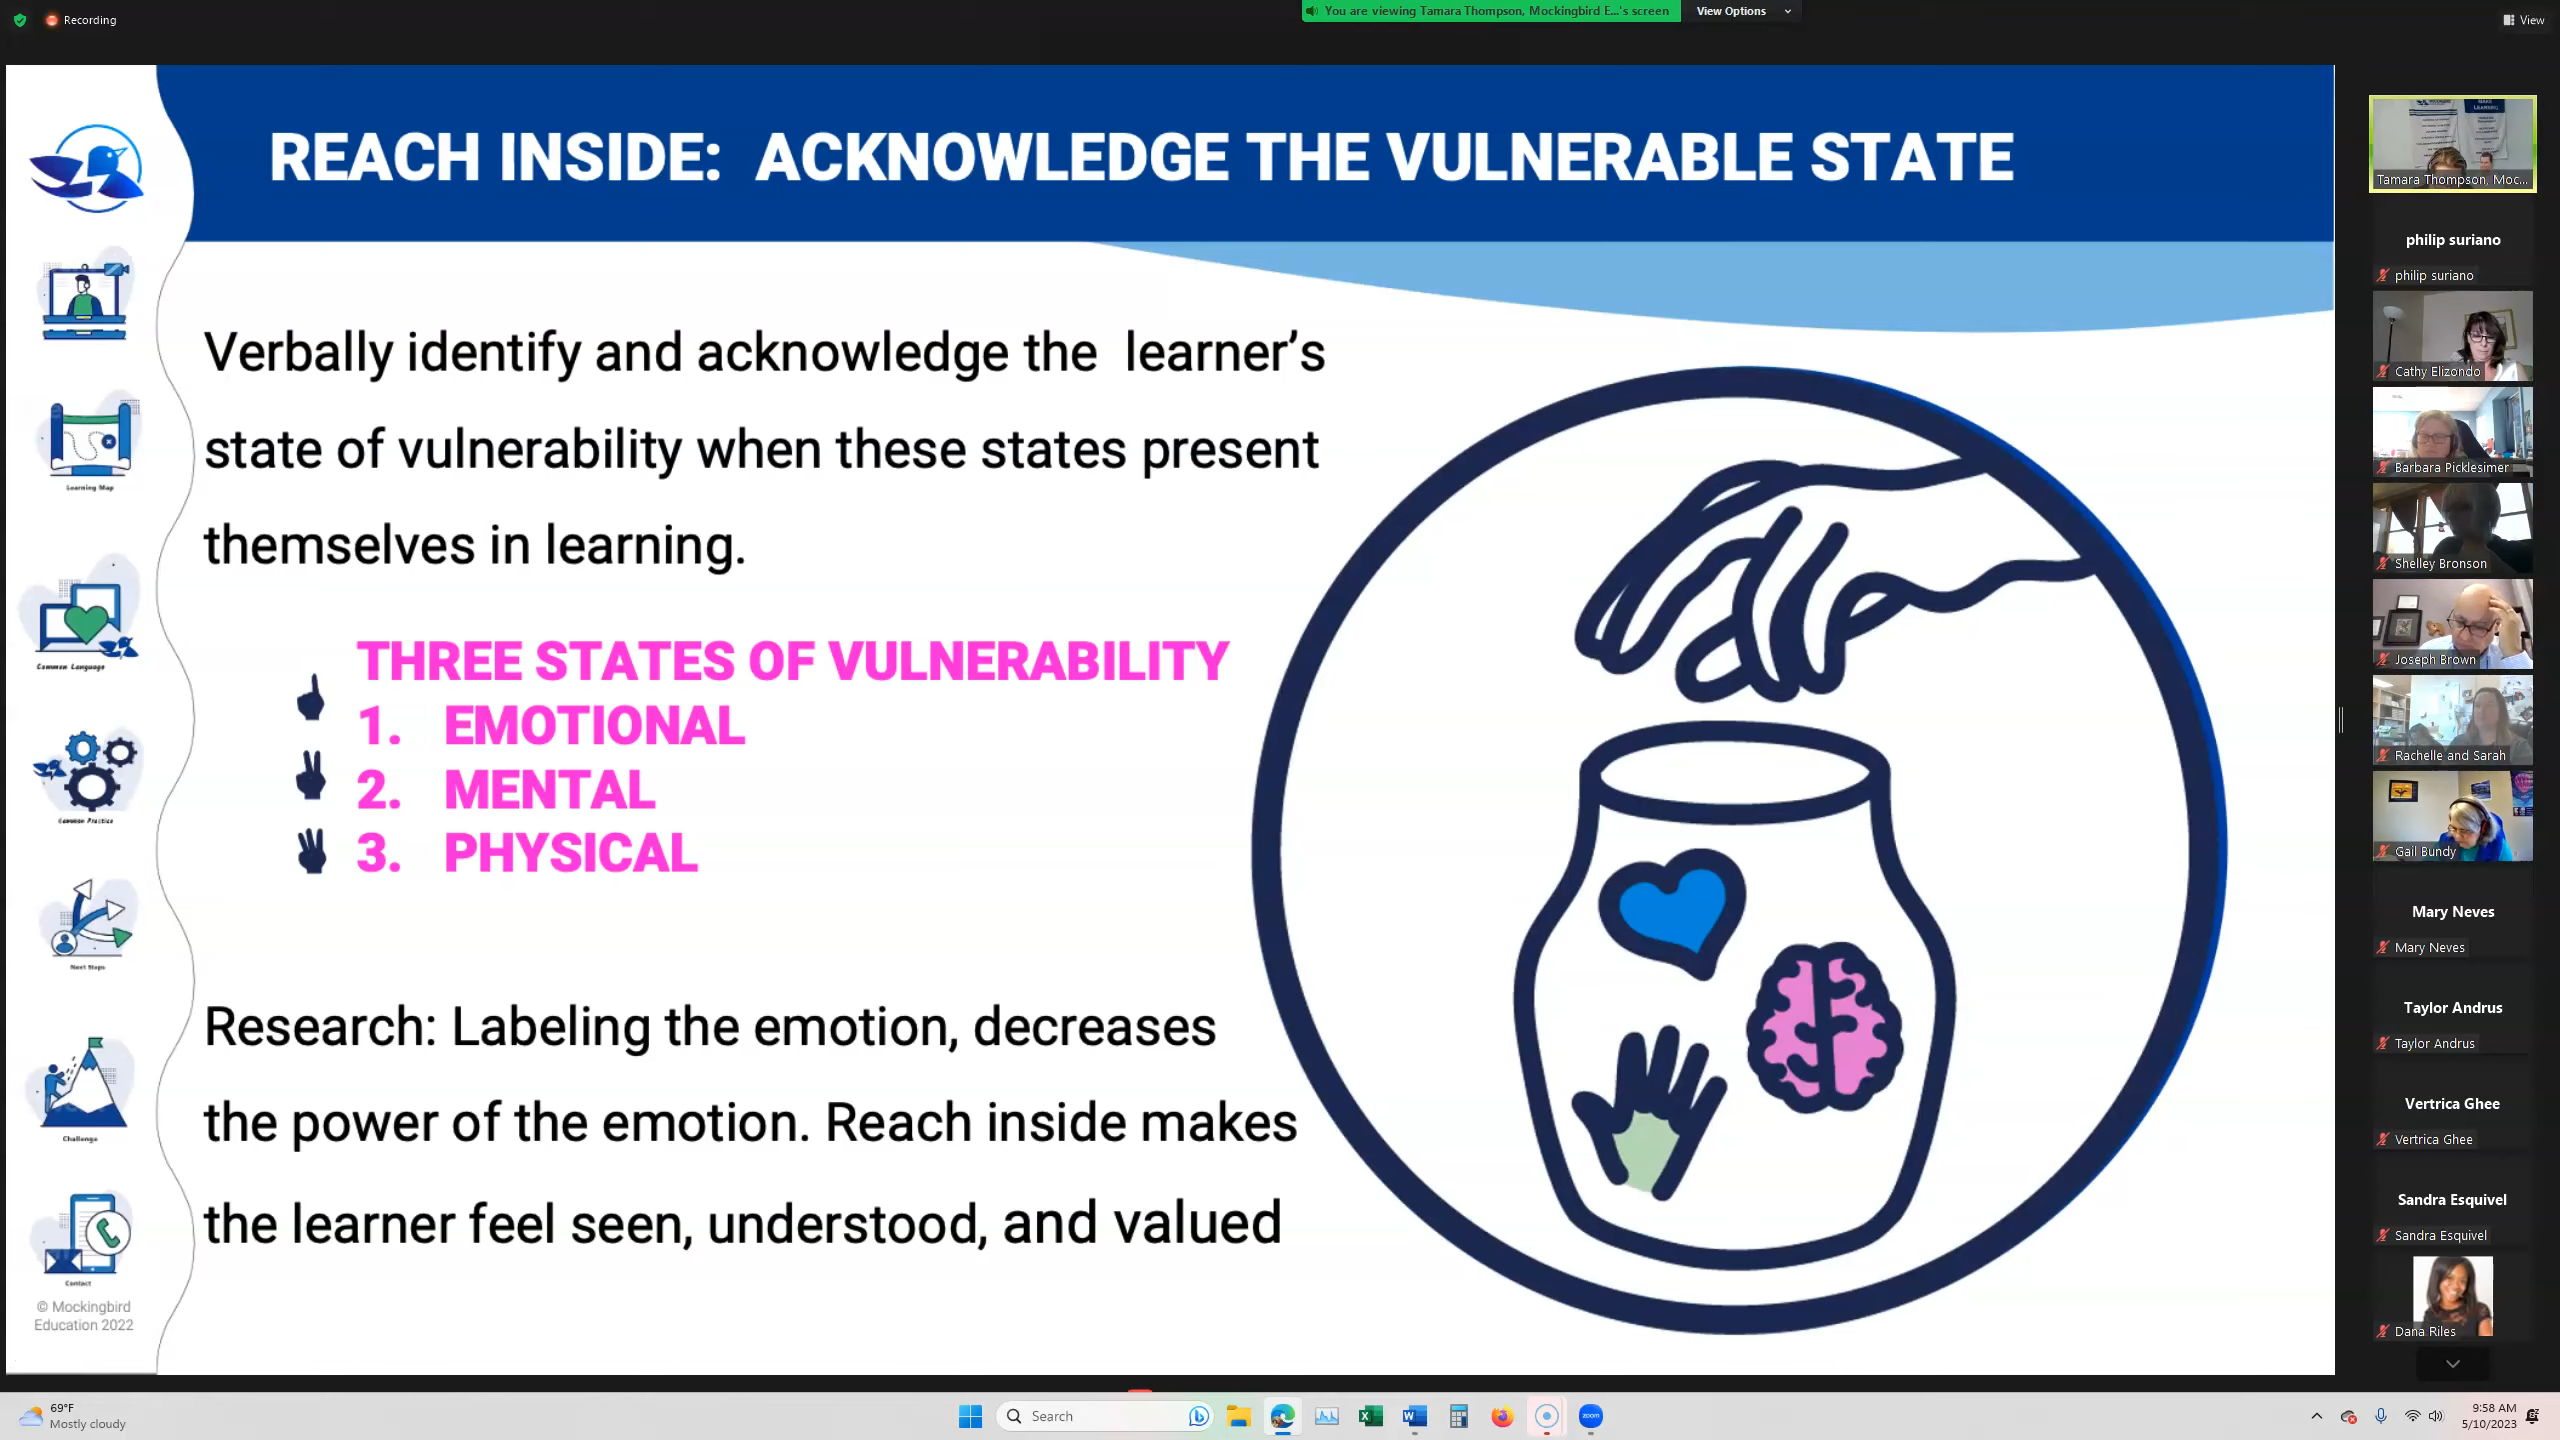 Recording
You are viewing Tamara Thompson, Mockingbird E...'s screen
View Options
View
REACH INSIDE: ACKNOWLEDGE THE VULNERABLE STATE
Verbally identify and acknowledge the learner’s
state of vulnerability when these states present
themselves in learning.
THREE STATES OF VULNERABILITY
1. EMOTIONAL
2. MENTAL
3. PHYSICAL
Research: Labeling the emotion, decreases
the power of the emotion. Reach inside makes
the learner feel seen, understood, and valued
Learning Map
Common Language
Common Practice
Next Steps
Challenge
Contact
© Mockingbird
Education 2022
Tamara Thompson, Moc...
philip suriano
philip suriano
Cathy Elizondo
Barbara Picklesimer
Shelley Bronson
Joseph Brown
Rachelle and Sarah
Gail Bundy
Mary Neves
Mary Neves
Taylor Andrus
Taylor Andrus
Vertrica Ghee
Vertrica Ghee
Sandra Esquivel
Sandra Esquivel
Dana Riles
69°F
Mostly cloudy
Search
zoom
9:58 AM
5/10/2023